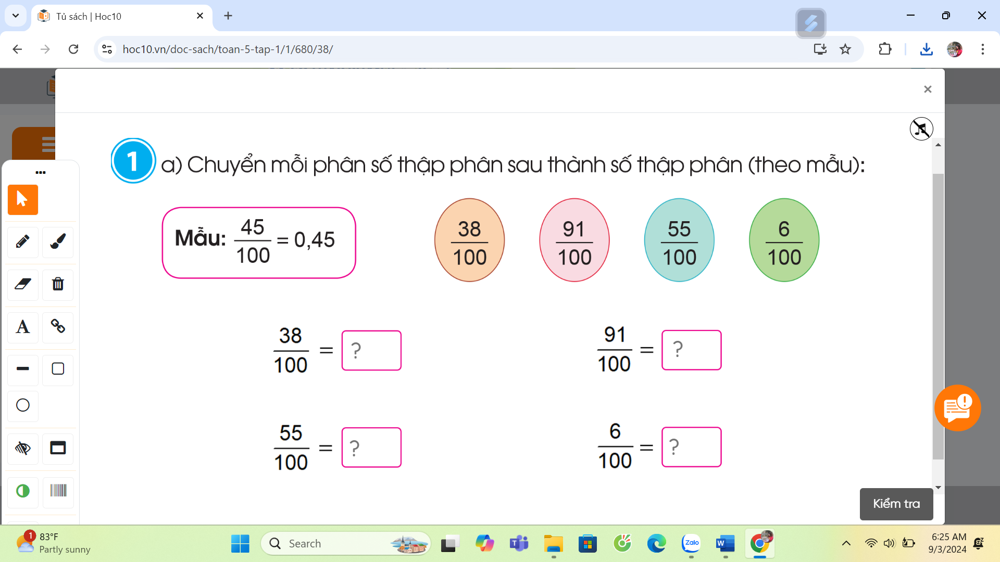 Tủ sách | Hoc10
hoc10.vn/doc-sach/toan-5-tap-1/1/680/38/
1 a) Chuyển mỗi phân số thập phân sau thành số thập phân (theo mẫu):
Mẫu: 45/100 = 0,45
38/100 91/100 55/100 6/100
38/100 = ? 91/100 = ?
55/100 = ? 6/100 = ?
A
Kiểm tra
1
83°F
Partly sunny
Search
T
Zalo
W
6:25 AM
9/3/2024